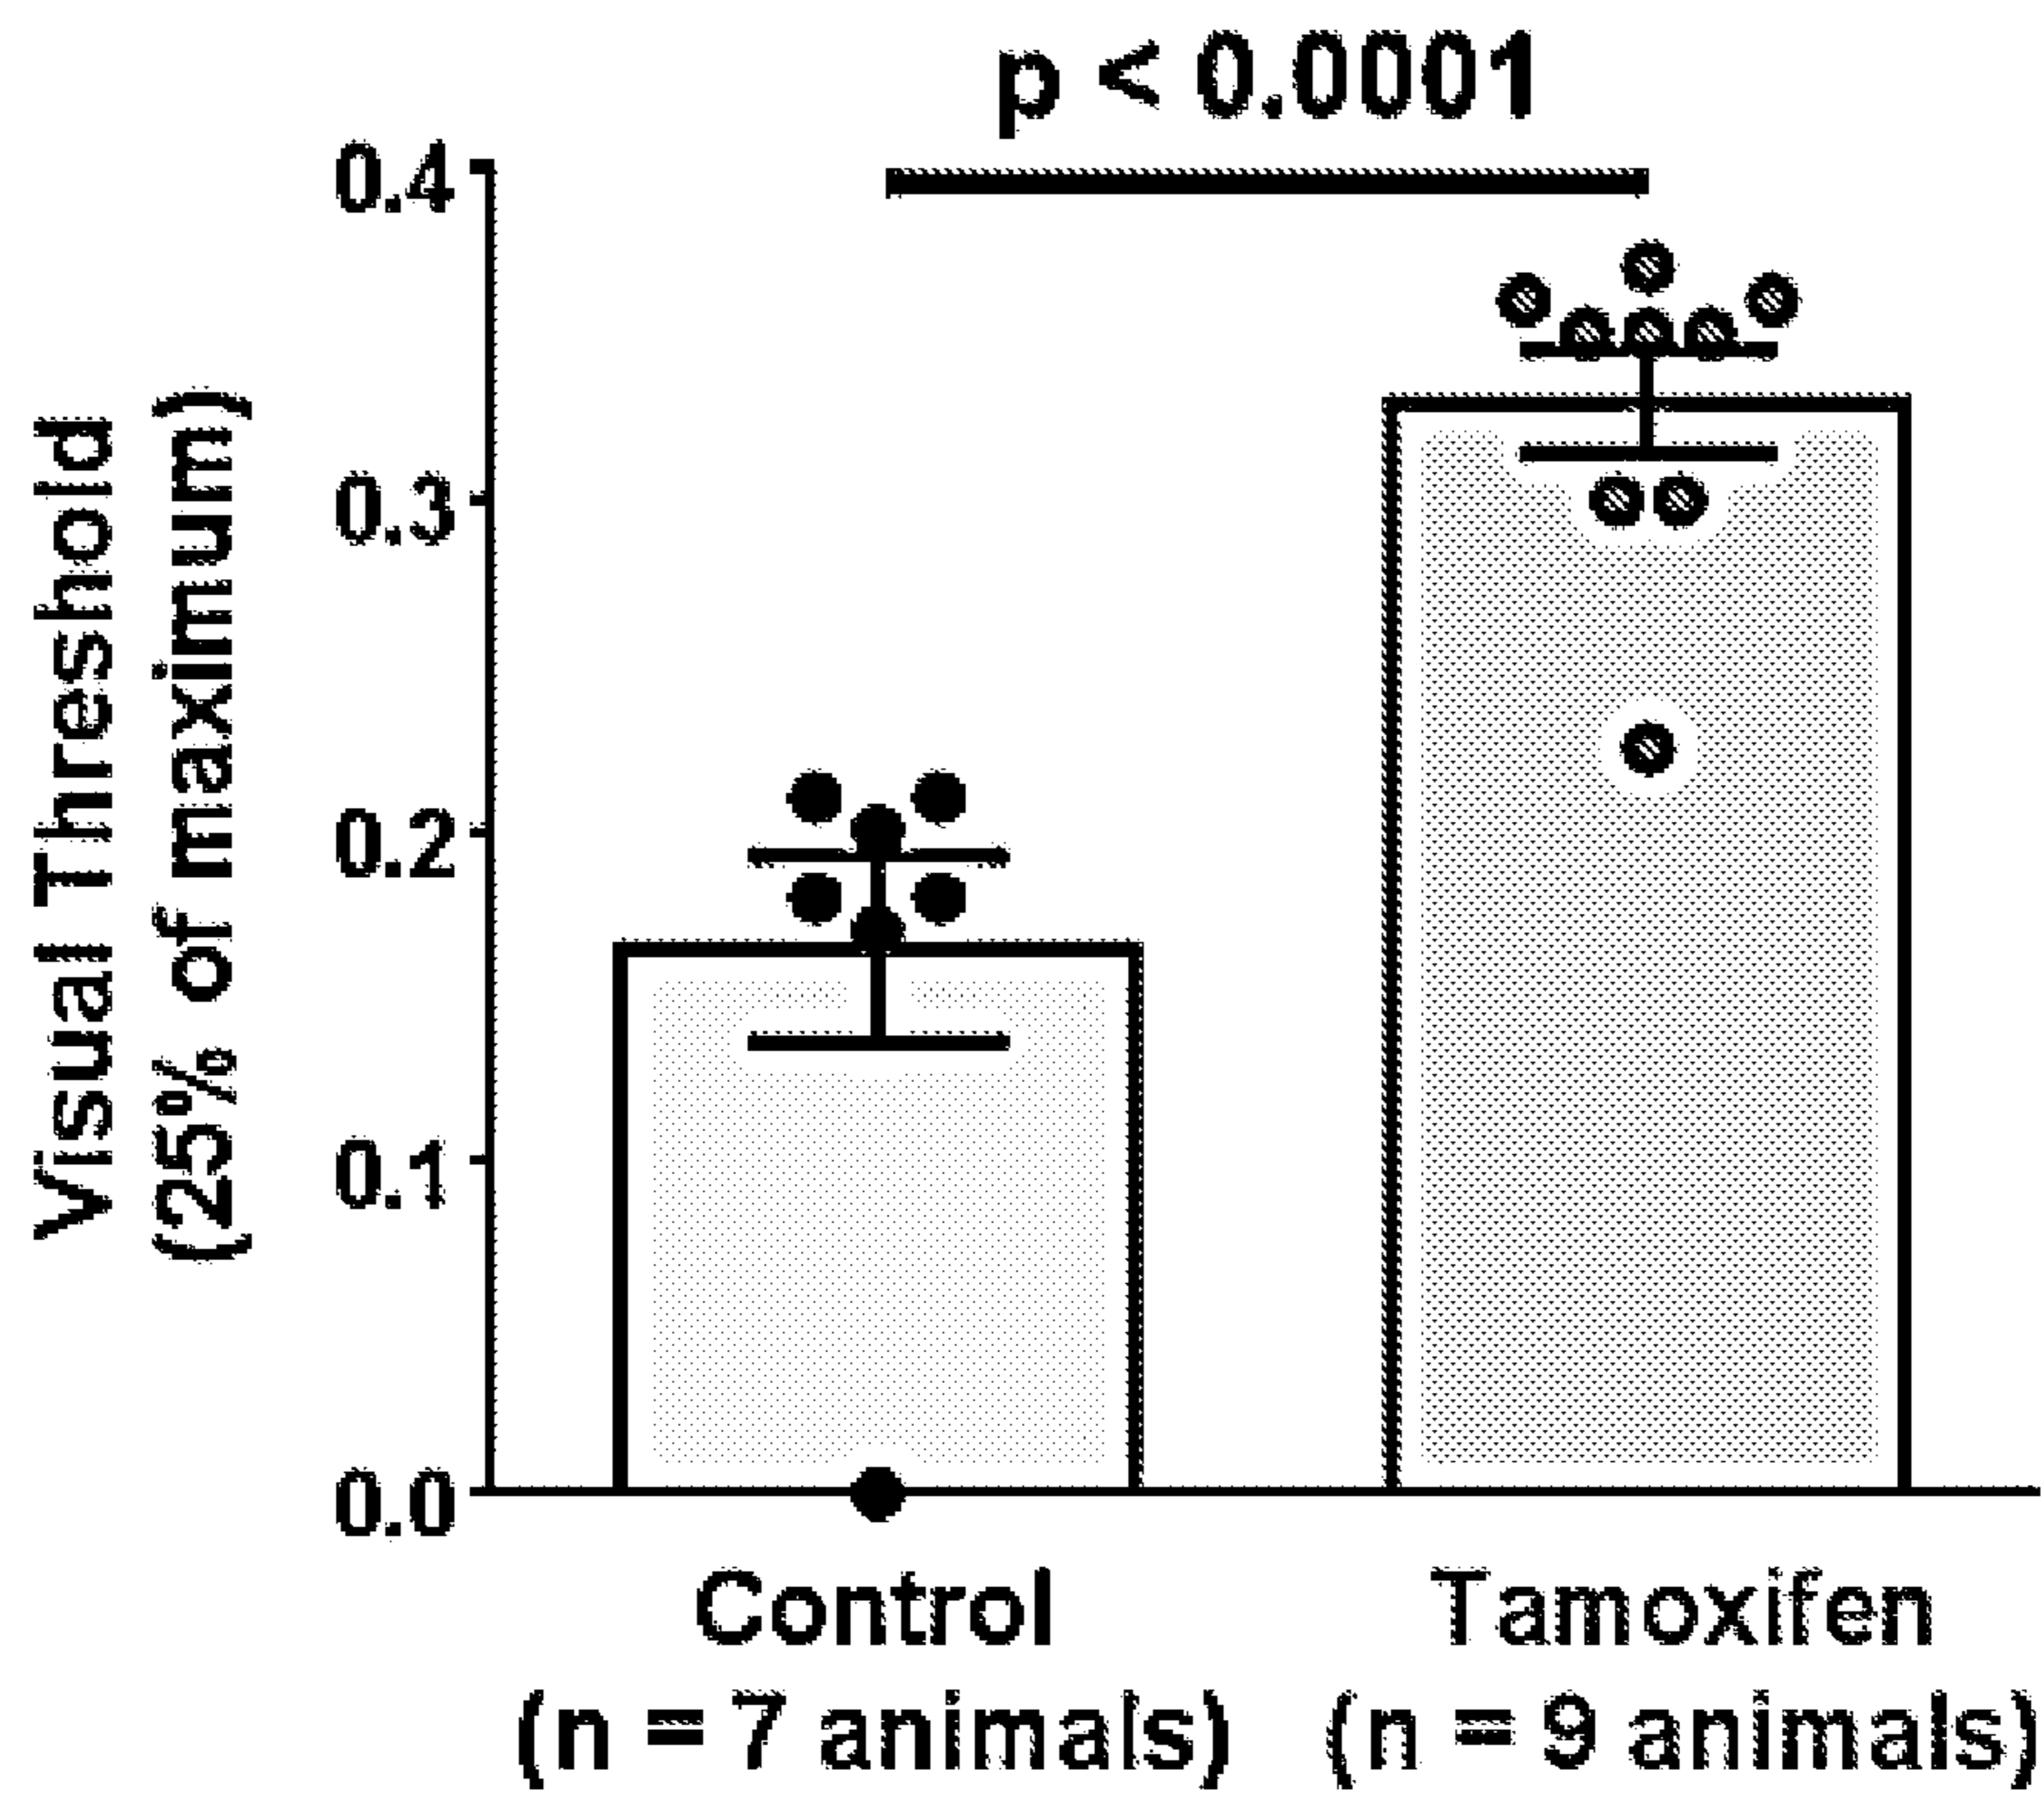 p < 0.0001
Visual Threshold
(25% of maximum)
0.4
0.3
0.2
0.1
0.0
Control
(n = 7 animals)
Tamoxifen
(n = 9 animals)